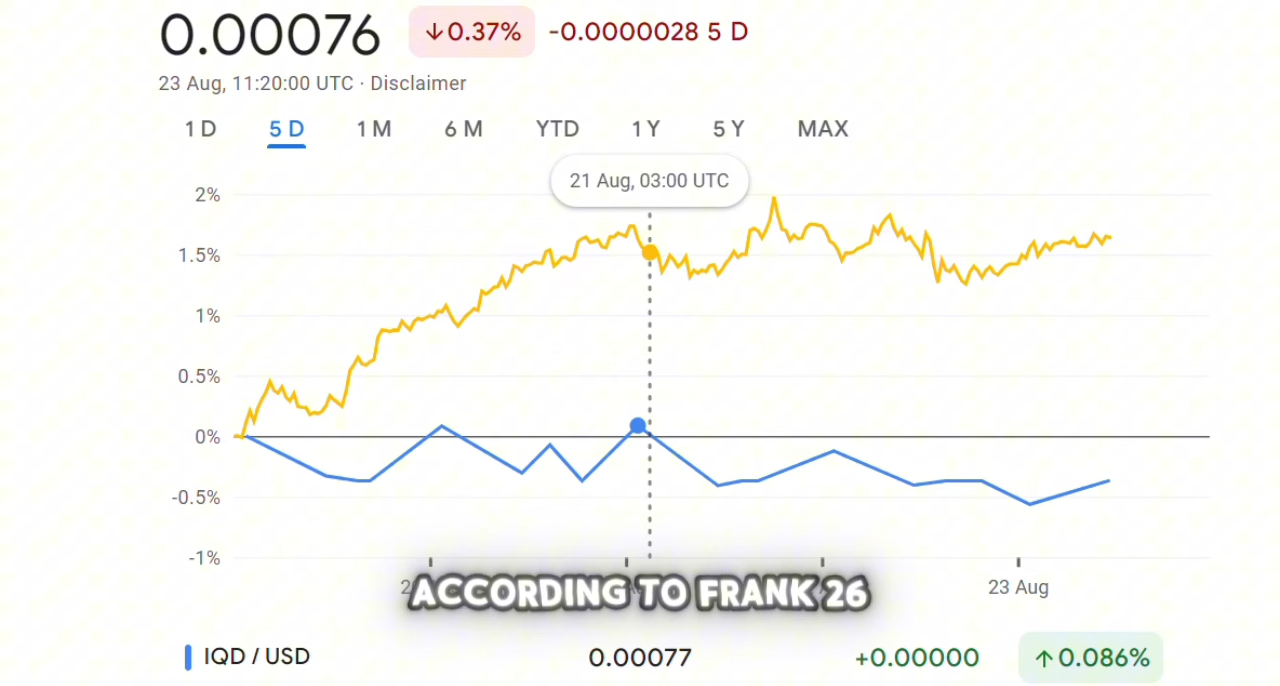 0.00076 ↓0.37% -0.0000028 5 D
23 Aug, 11:20:00 UTC · Disclaimer
1 D 5 D 1 M 6 M YTD 1 Y 5 Y MAX
21 Aug, 03:00 UTC
2%
1.5%
1%
0.5%
0%
-0.5%
-1%
23 Aug
ACCORDING TO FRANK 26
IQD / USD 0.00077 +0.00000 ↑0.086%